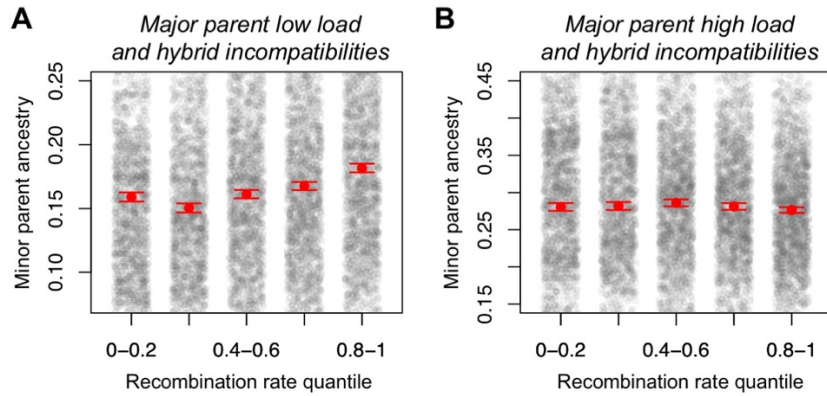 A
Major parent low load
and hybrid incompatibilities
Minor parent ancestry
0.25
0.20
0.15
0.10
0–0.2
0.4–0.6
0.8–1
Recombination rate quantile
B
Major parent high load
and hybrid incompatibilities
Minor parent ancestry
0.45
0.35
0.25
0.15
0–0.2
0.4–0.6
0.8–1
Recombination rate quantile